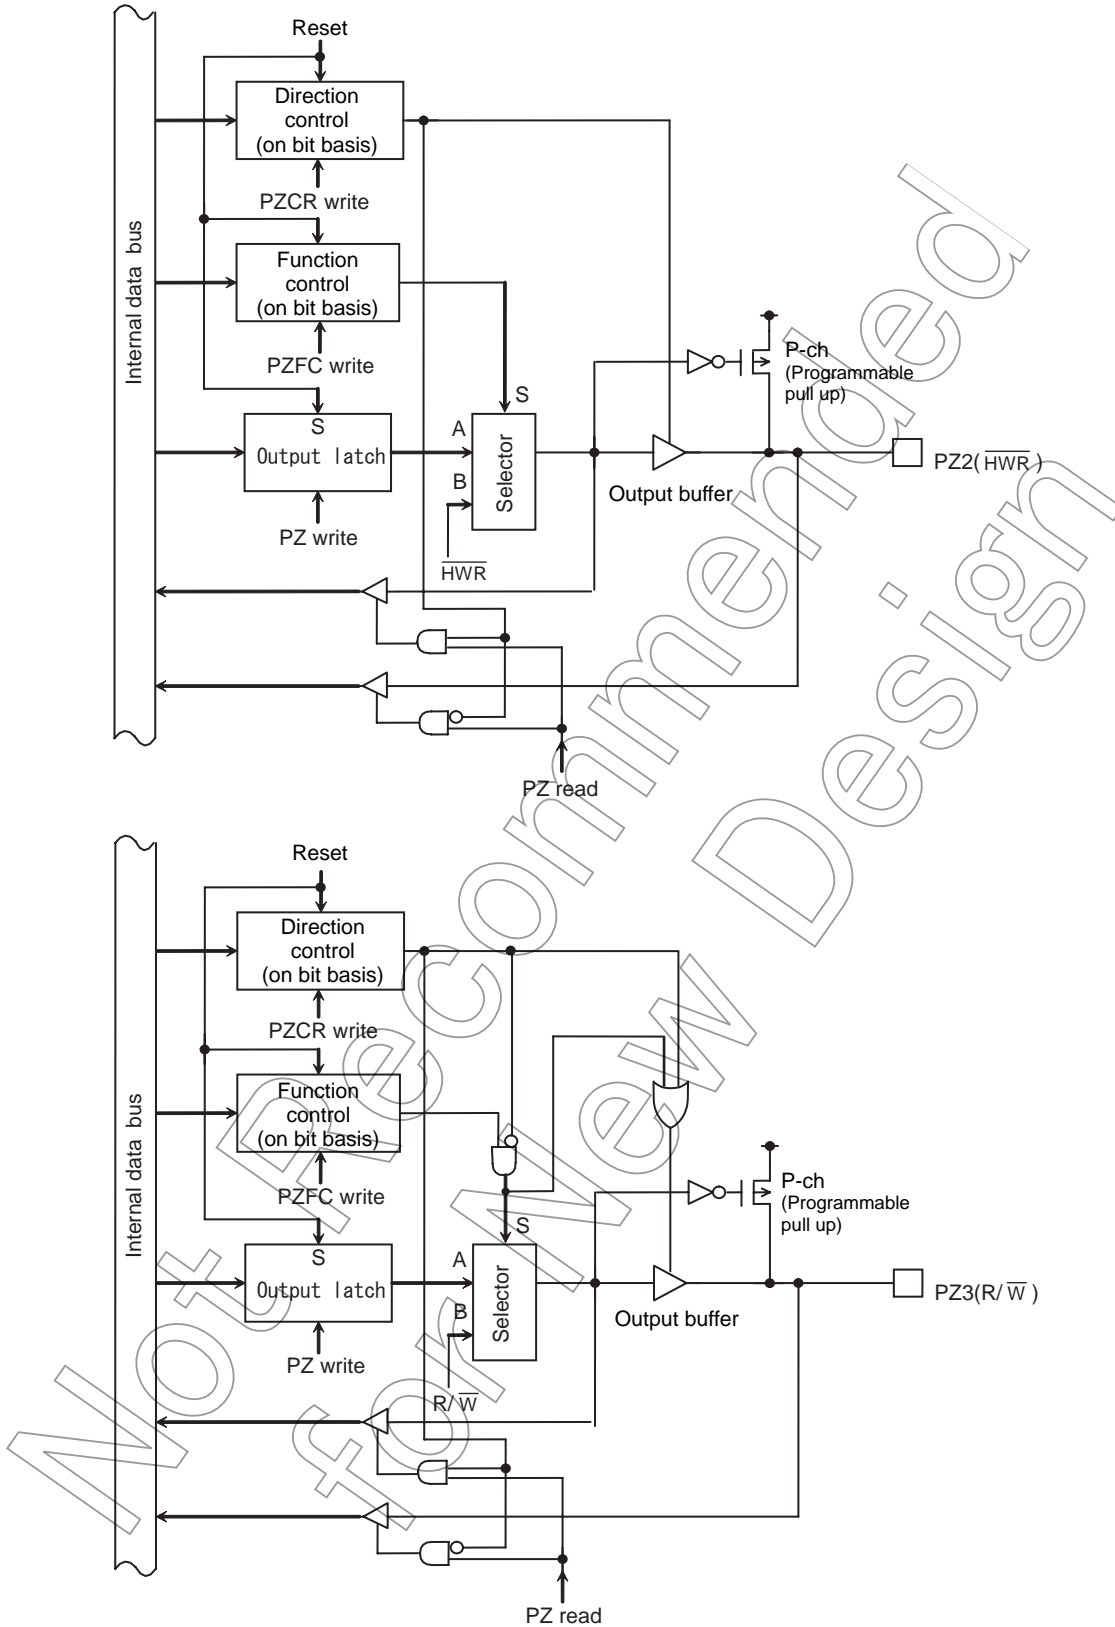 Reset
Direction
control
(on bit basis)
PZCR write
Function
control
(on bit basis)
PZFC write
Internal data bus
S
Output latch
PZ write
A
B
S
Selector
HWR
P-ch
(Programmable
pull up)
Output buffer
PZ2(HWR)
PZ read
Reset
Direction
control
(on bit basis)
PZCR write
Function
control
(on bit basis)
PZFC write
Internal data bus
S
Output latch
PZ write
A
B
S
Selector
R/W
P-ch
(Programmable
pull up)
Output buffer
PZ3(R/W)
PZ read
Not Recommended
for New Design